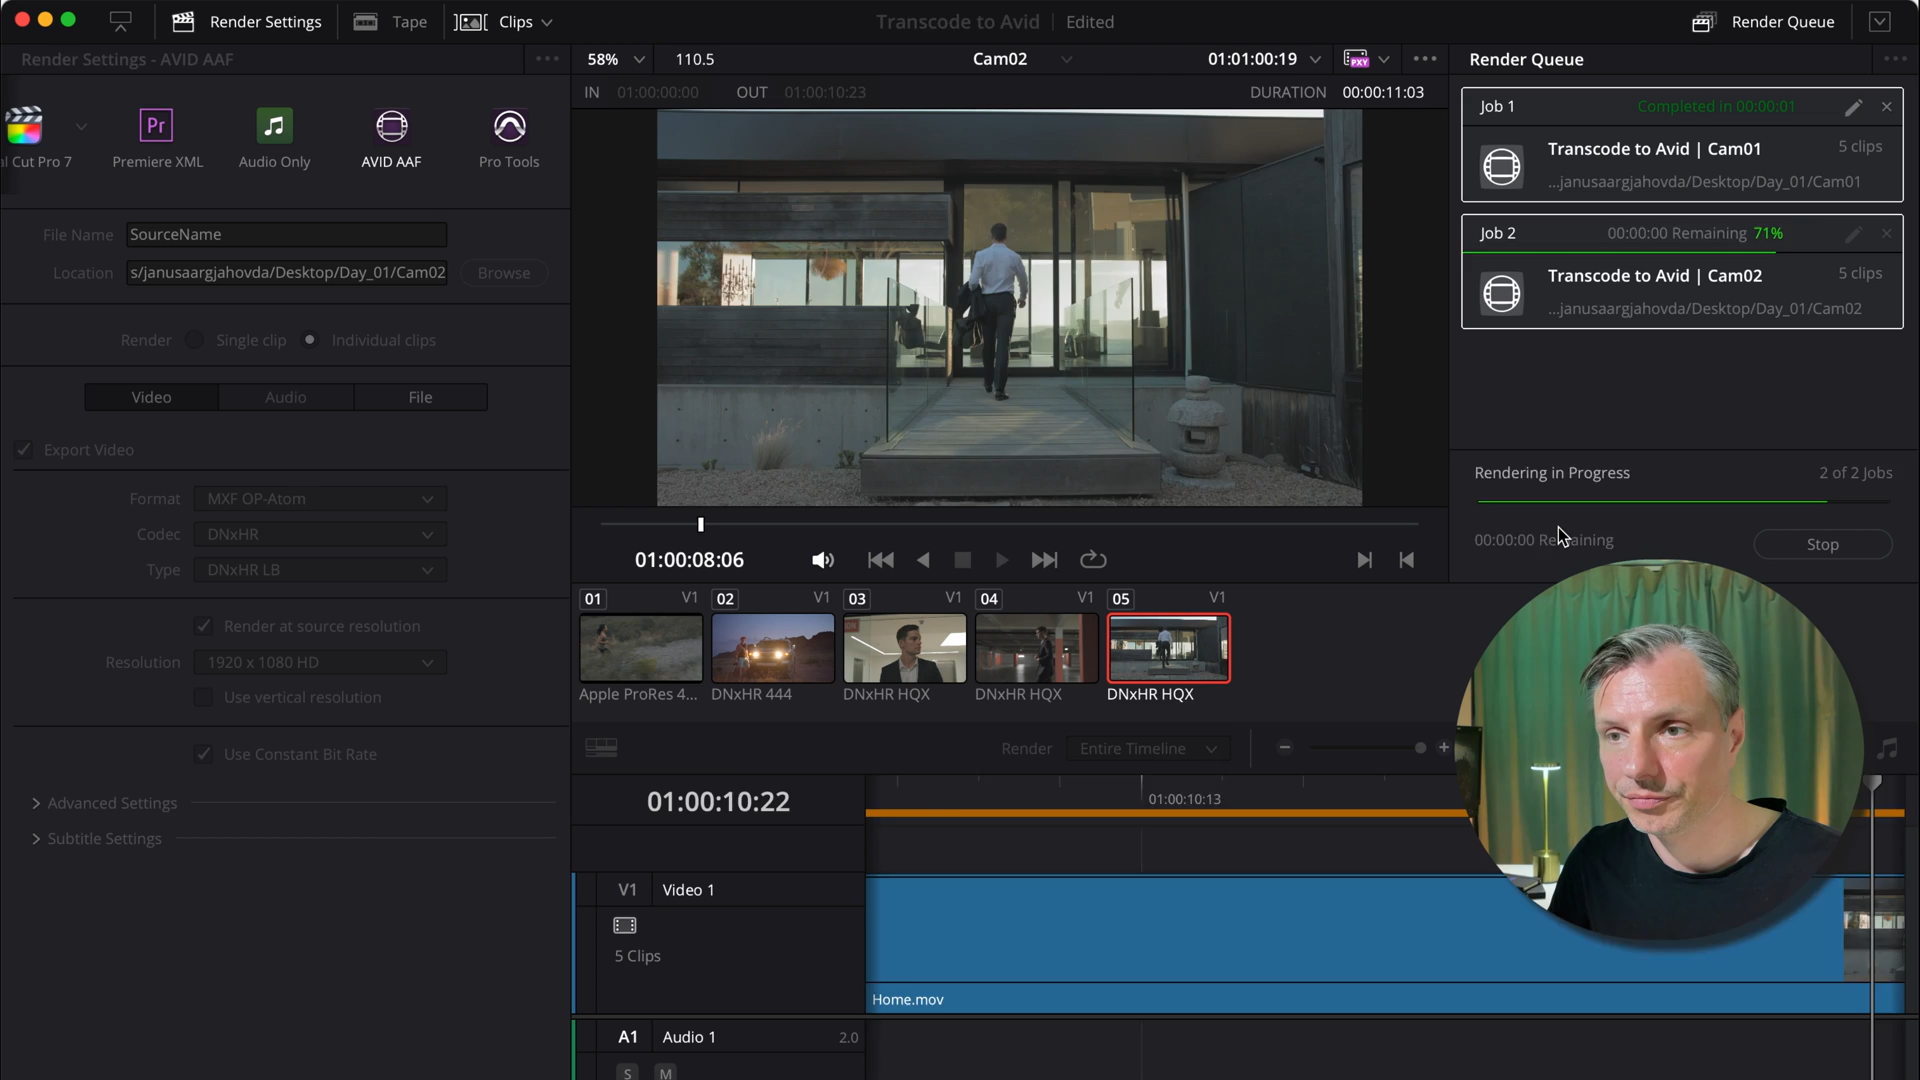 Render Settings
Tape
Clips
Transcode to Avid
Edited
Render Queue
Render Settings - AVID AAF
58%
110.5
Cam02
01:01:00:19
PXY
Render Queue
IN 01:00:00:00 OUT 01:00:10:23
DURATION 00:00:11:03
al Cut Pro 7
Pr
Premiere XML
Audio Only
AVID AAF
Pro Tools
File Name SourceName
Location s/janusaargjahovda/Desktop/Day_01/Cam02 Browse
Render Single clip Individual clips
Video
Audio
File
Export Video
Format MXF OP-Atom
Codec DNxHR
Type DNxHR LB
Render at source resolution
Resolution 1920 x 1080 HD
Use vertical resolution
Use Constant Bit Rate
Advanced Settings
Subtitle Settings
Job 1 Completed in 00:00:01
Transcode to Avid | Cam01 5 clips
...janusaargjahovda/Desktop/Day_01/Cam01
Job 2 00:00:00 Remaining 71%
Transcode to Avid | Cam02 5 clips
...janusaargjahovda/Desktop/Day_01/Cam02
Rendering in Progress 2 of 2 Jobs
00:00:00 Remaining
Stop
01:00:08:06
01 V1 02 V1 03 V1 04 V1 05 V1
Apple ProRes 4... DNxHR 444 DNxHR HQX DNxHR HQX DNxHR HQX
Render Entire Timeline
01:00:10:22
01:00:10:13
V1 Video 1
5 Clips
Home.mov
A1 Audio 1 2.0
S M